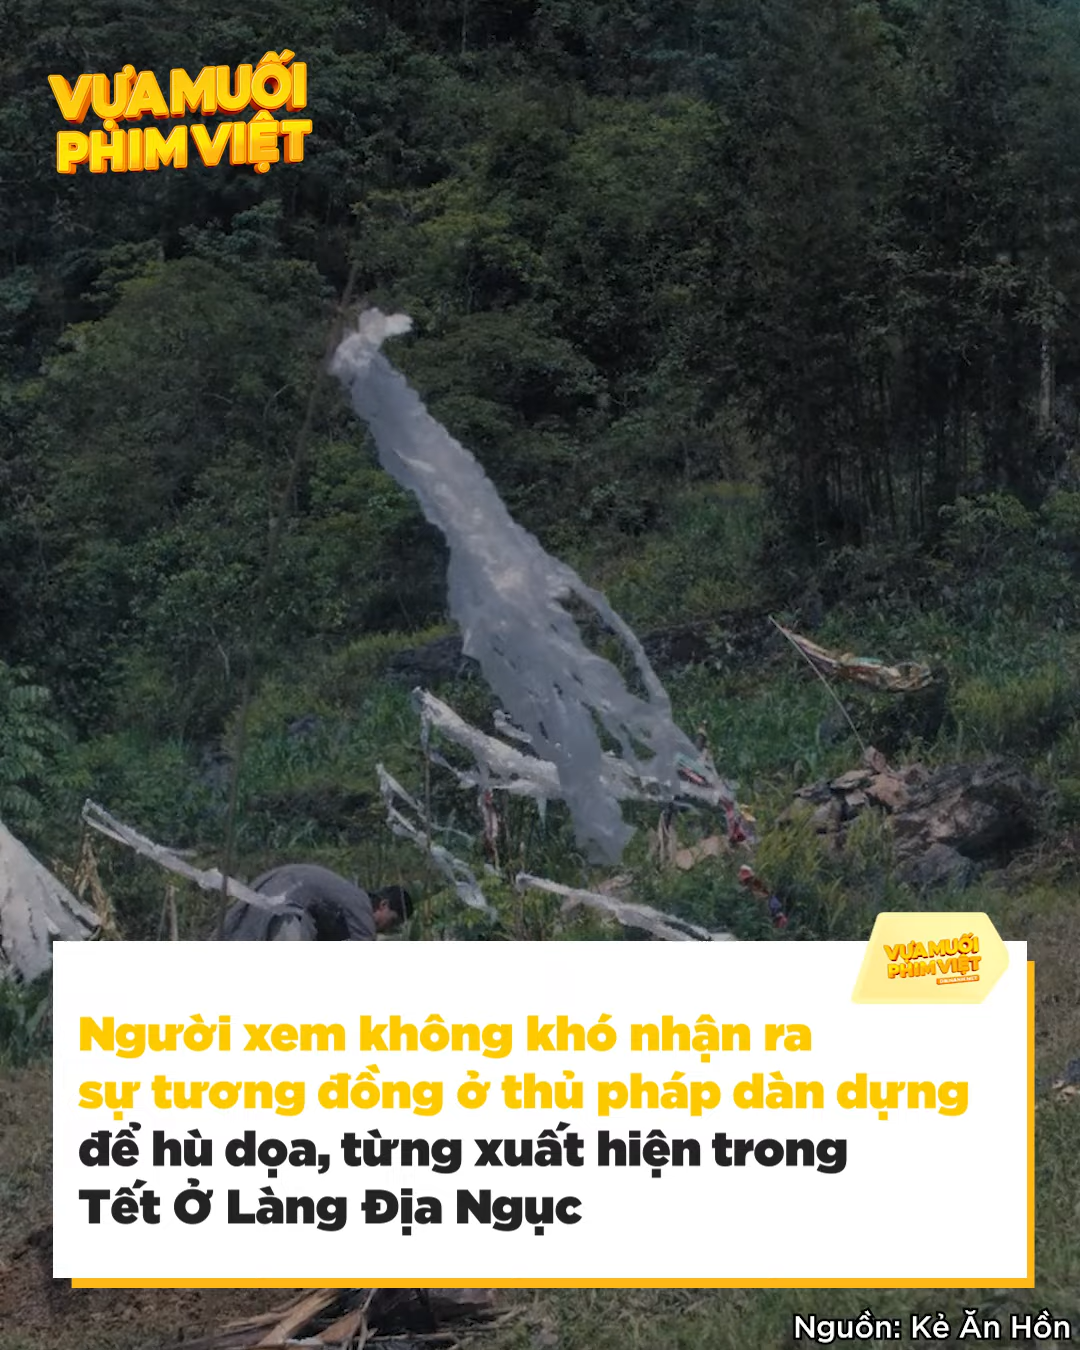 VỰA MUỐI
PHIM VIỆT
VỰA MUỐI
PHIM VIỆT
Người xem không khó nhận ra
sự tương đồng ở thủ pháp dàn dựng
để hù dọa, từng xuất hiện trong
Tết Ở Làng Địa Ngục
Nguồn: Kẻ Ăn Hồn